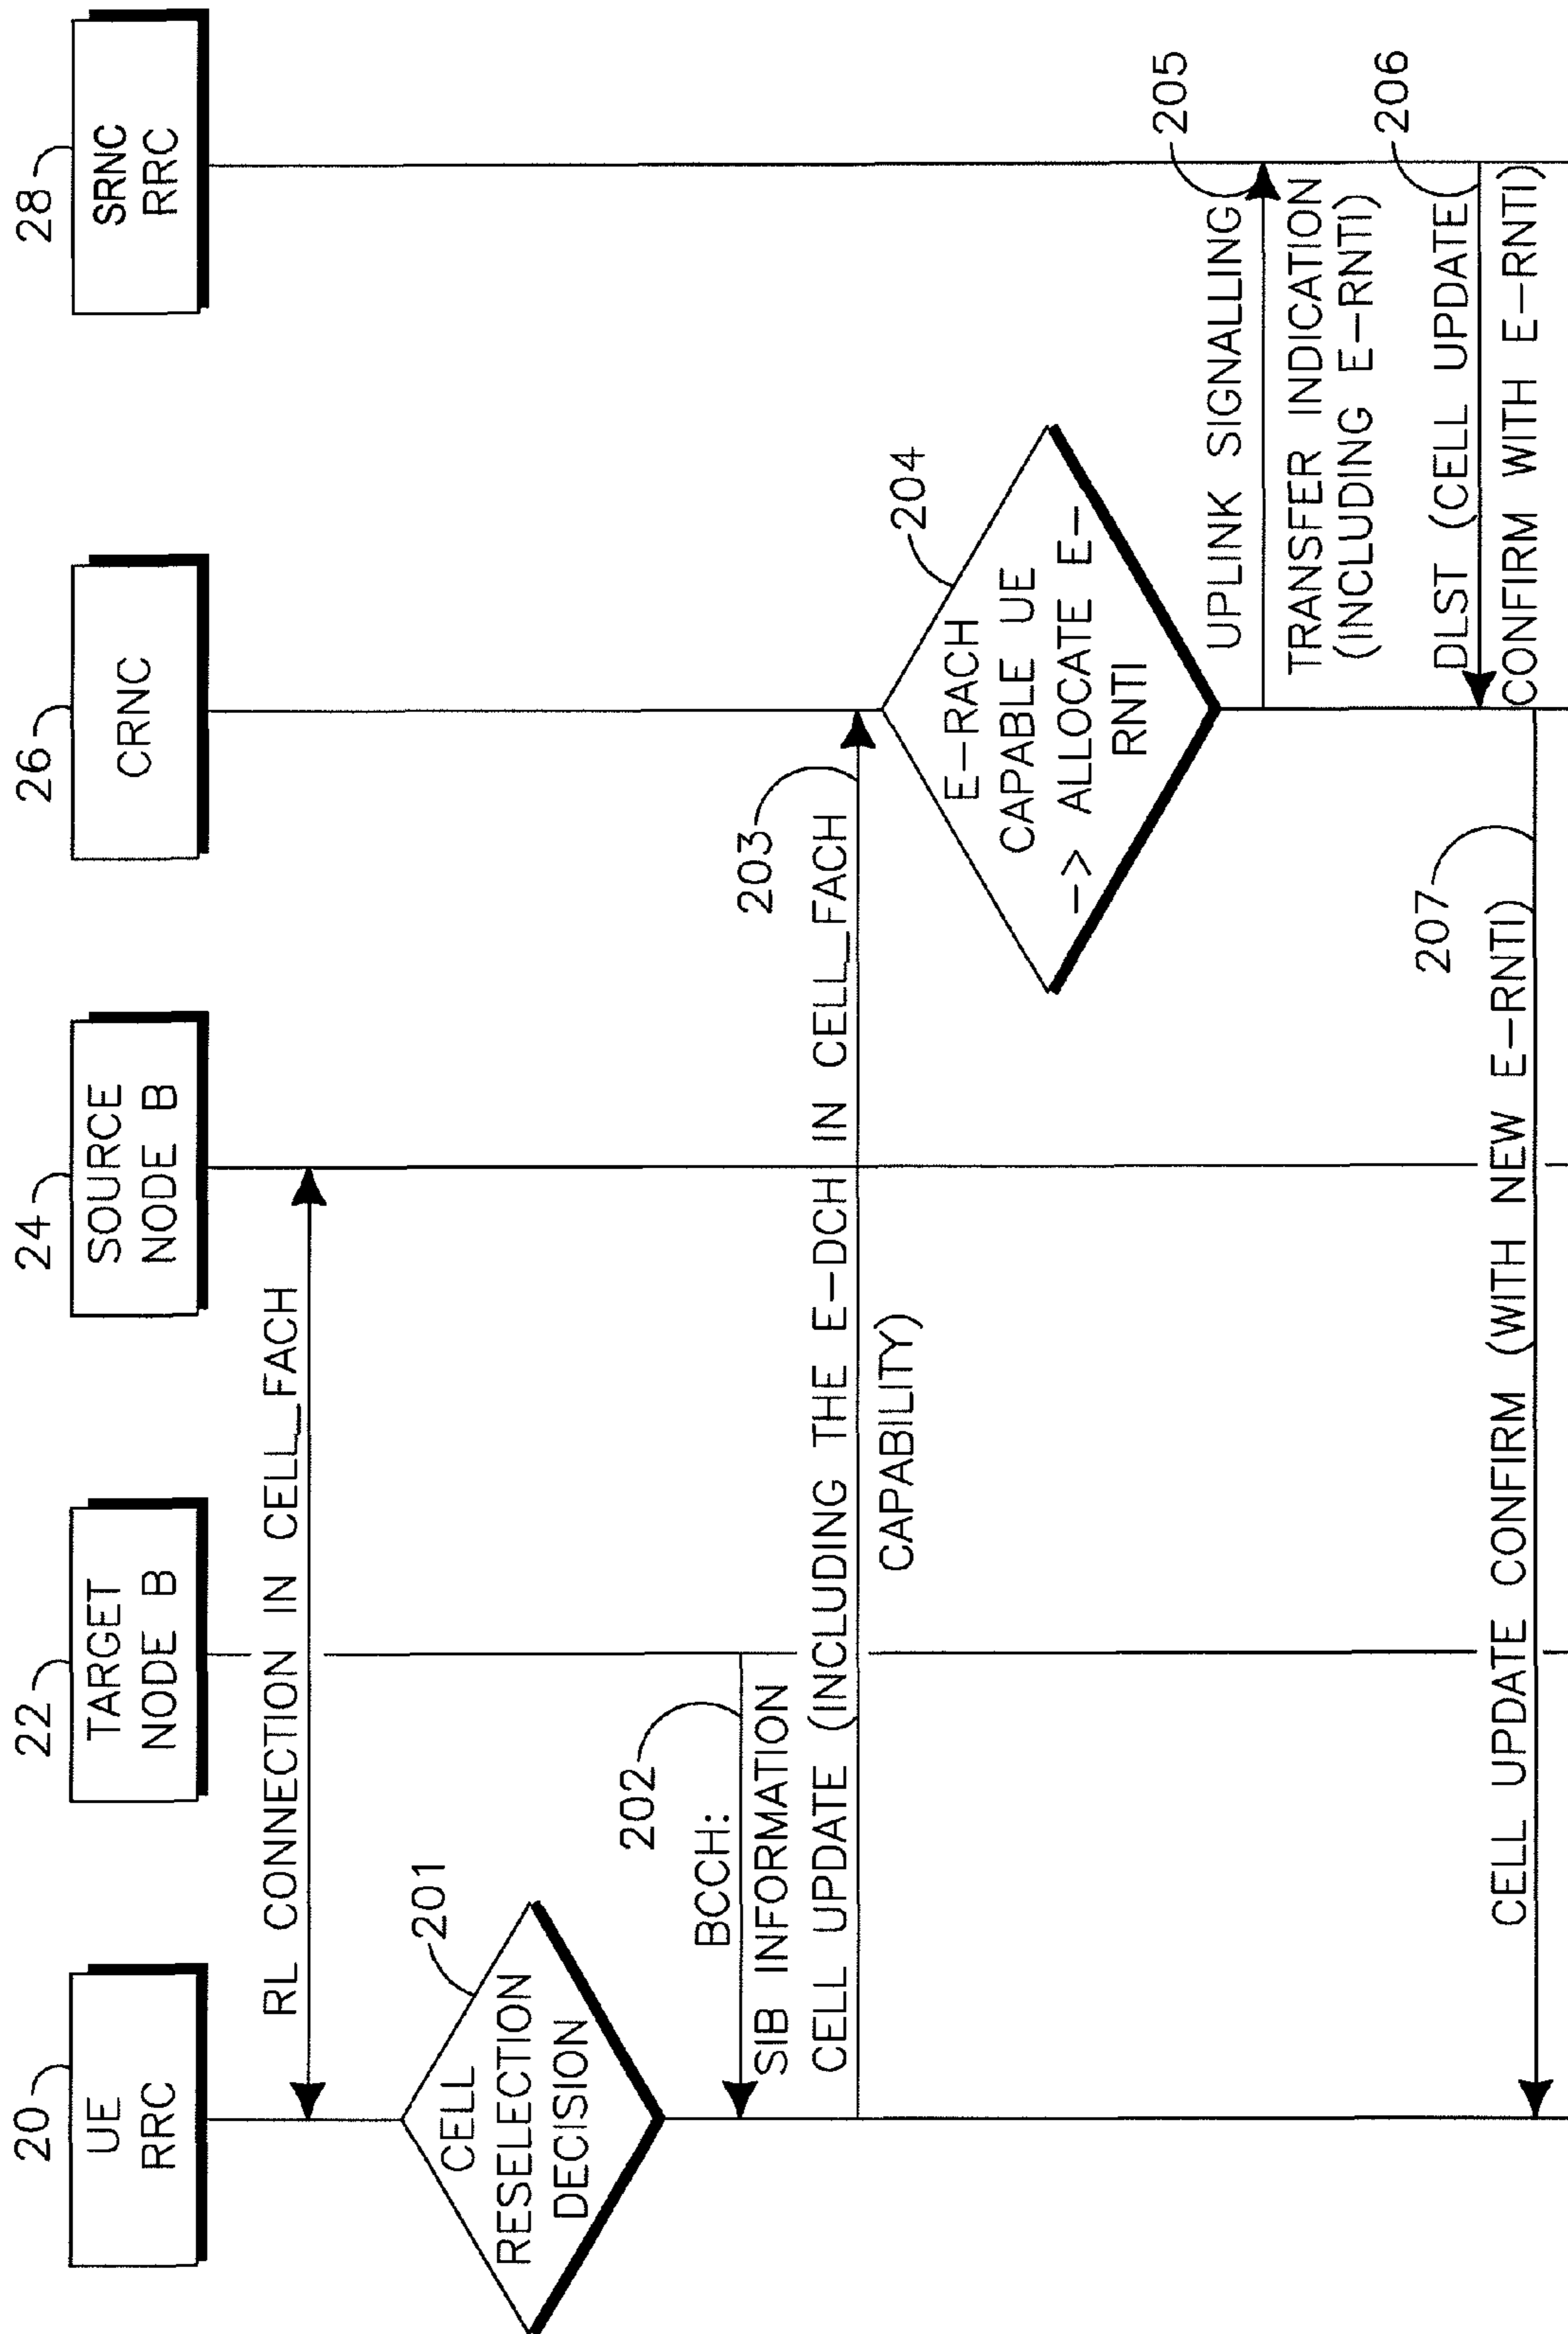 20
UE
RRC
22
TARGET
NODE B
24
SOURCE
NODE B
26
CRNC
28
SRNC
RRC
RL CONNECTION IN CELL_FACH
CELL
RESELECTION
DECISION
201
202
BCCH:
SIB INFORMATION
203
CELL UPDATE (INCLUDING THE E-DCH IN CELL_FACH
CAPABILITY)
204
E-RACH
CAPABLE UE
-> ALLOCATE E-
RNTI
205
UPLINK SIGNALLING
TRANSFER INDICATION
(INCLUDING E-RNTI)
206
DLST (CELL UPDATE
CONFIRM WITH E-RNTI)
207
CELL UPDATE CONFIRM (WITH NEW E-RNTI)